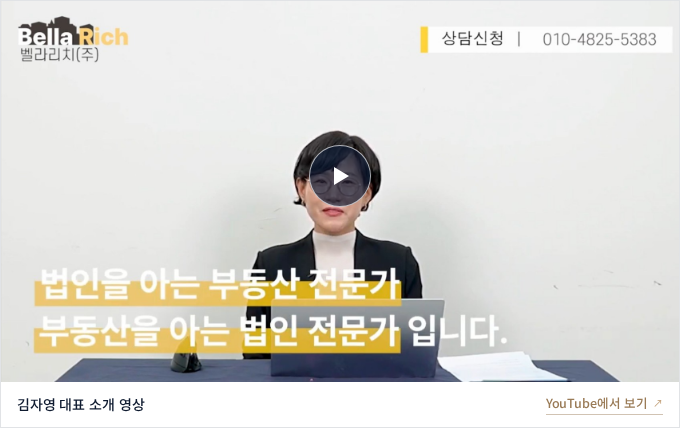 Bella Rich
벨라리치(주)
상담신청 | 010-4825-5383
법인을 아는 부동산 전문가
부동산을 아는 법인 전문가 입니다.
김자영 대표 소개 영상
YouTube에서 보기 ↗